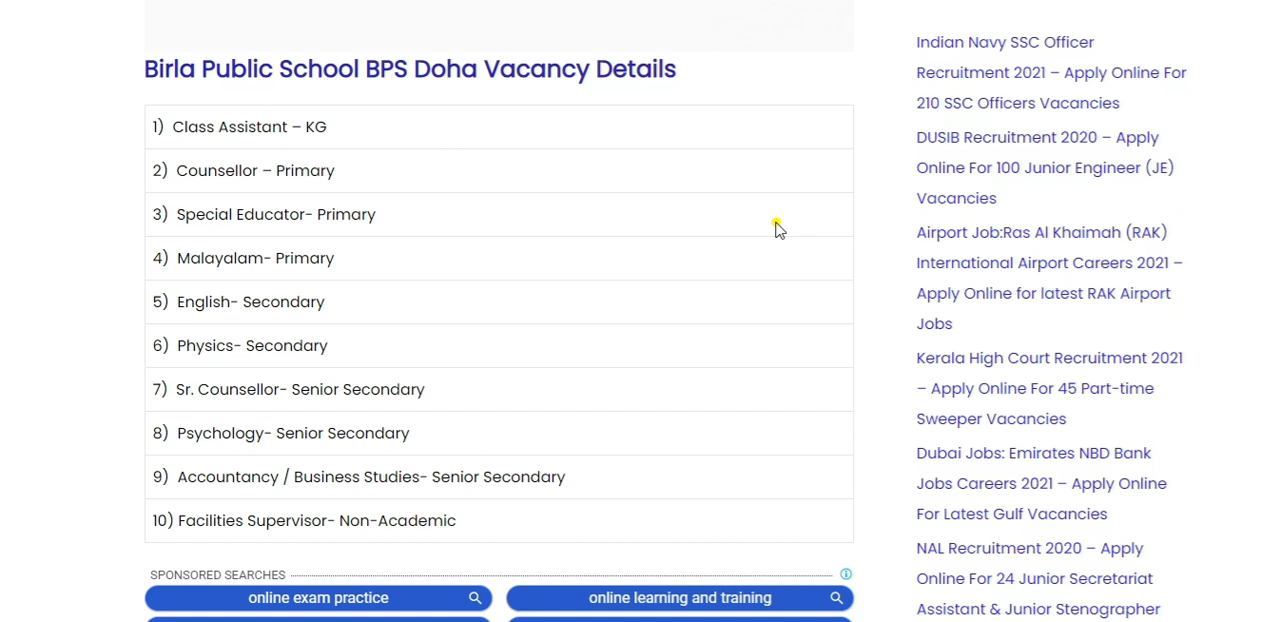 Birla Public School BPS Doha Vacancy Details
1) Class Assistant – KG
2) Counsellor – Primary
3) Special Educator- Primary
4) Malayalam- Primary
5) English- Secondary
6) Physics- Secondary
7) Sr. Counsellor- Senior Secondary
8) Psychology- Senior Secondary
9) Accountancy / Business Studies- Senior Secondary
10) Facilities Supervisor- Non-Academic
SPONSORED SEARCHES
online exam practice
online learning and training
Indian Navy SSC Officer
Recruitment 2021 – Apply Online For
210 SSC Officers Vacancies
DUSIB Recruitment 2020 – Apply
Online For 100 Junior Engineer (JE)
Vacancies
Airport Job:Ras Al Khaimah (RAK)
International Airport Careers 2021 –
Apply Online for latest RAK Airport
Jobs
Kerala High Court Recruitment 2021
– Apply Online For 45 Part-time
Sweeper Vacancies
Dubai Jobs: Emirates NBD Bank
Jobs Careers 2021 – Apply Online
For Latest Gulf Vacancies
NAL Recruitment 2020 – Apply
Online For 24 Junior Secretariat
Assistant & Junior Stenographer